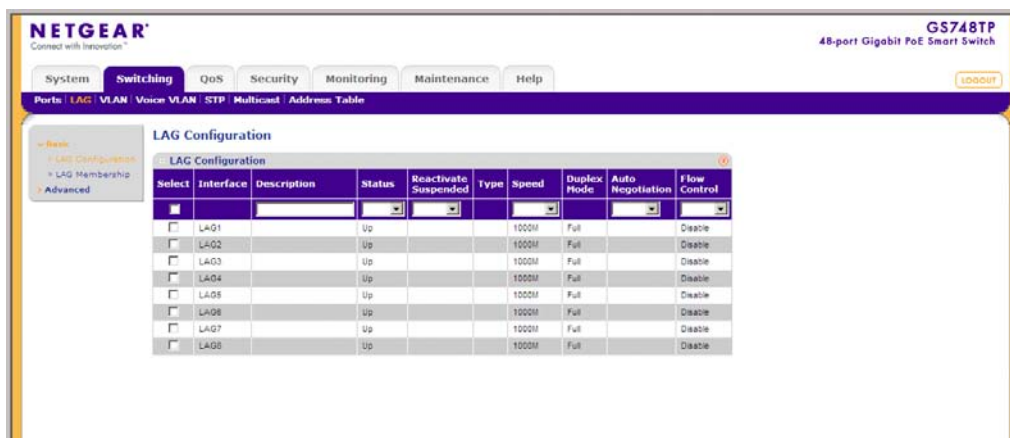 NETGEAR
Connect with Innovation™
GS748TP
48-port Gigabit PoE Smart Switch
System Switching QoS Security Monitoring Maintenance Help
LOGOUT
Ports LAG VLAN Voice VLAN STP Multicast Address Table
Basic
LAG Configuration
LAG Membership
Advanced
LAG Configuration
LAG Configuration
Select Interface Description Status Reactivate Suspended Type Speed Duplex Mode Auto Negotiation Flow Control
LAG1 Up 1000M Full Disable
LAG2 Up 1000M Full Disable
LAG3 Up 1000M Full Disable
LAG4 Up 1000M Full Disable
LAG5 Up 1000M Full Disable
LAG6 Up 1000M Full Disable
LAG7 Up 1000M Full Disable
LAG8 Up 1000M Full Disable